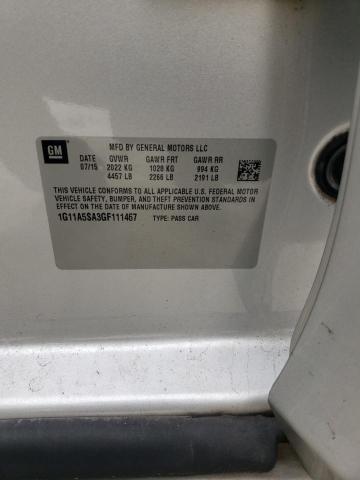 GM
MFD BY GENERAL MOTORS LLC
DATE GVWR GAWR FRT GAWR RR
07/15 2022 KG 1028 KG 994 KG
4457 LB 2266 LB 2191 LB
THIS VEHICLE CONFORMS TO ALL APPLICABLE U.S. FEDERAL MOTOR
VEHICLE SAFETY, BUMPER, AND THEFT PREVENTION STANDARDS
IN EFFECT ON THE DATE OF MANUFACTURE SHOWN ABOVE.
1G11A5SA3GF111467 TYPE: PASS CAR